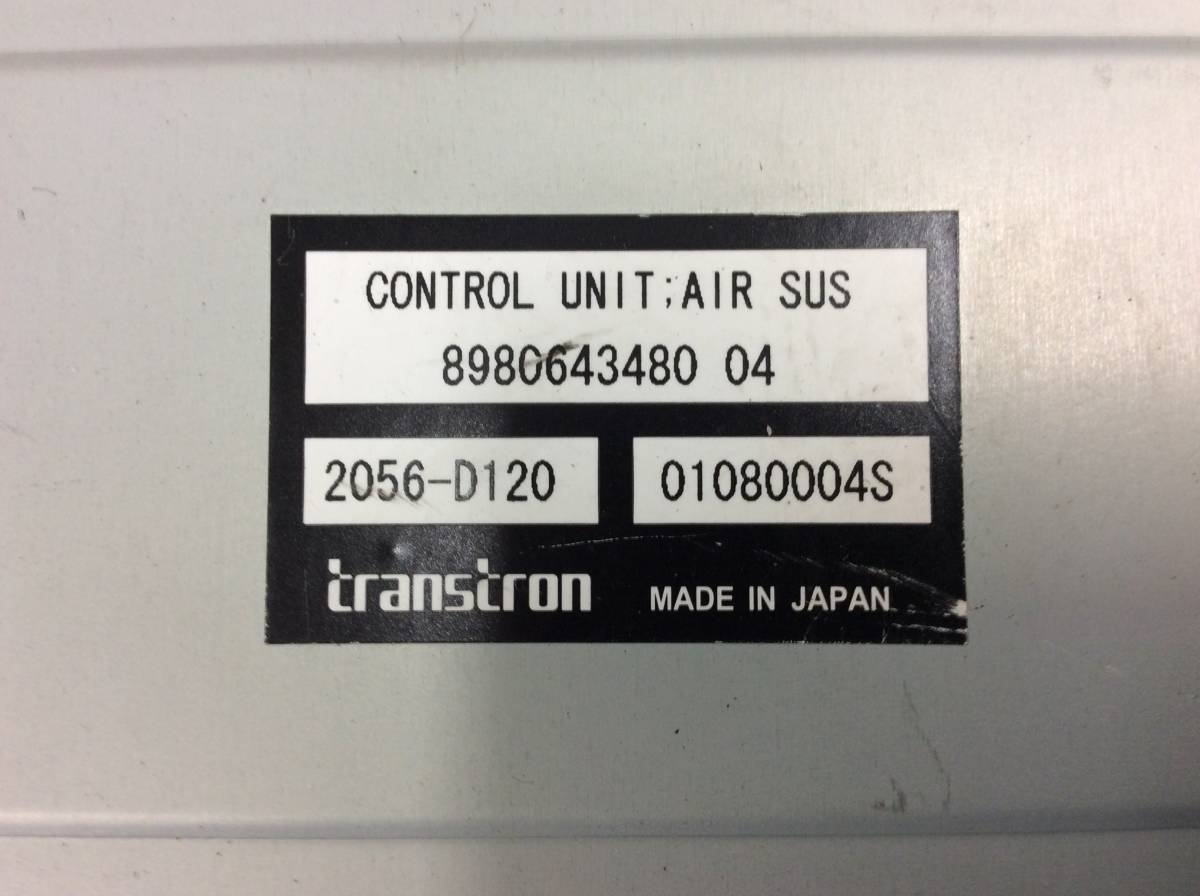 CONTROL UNIT;AIR SUS
8980643480 04
2056-D120
01080004S
transtron
MADE IN JAPAN